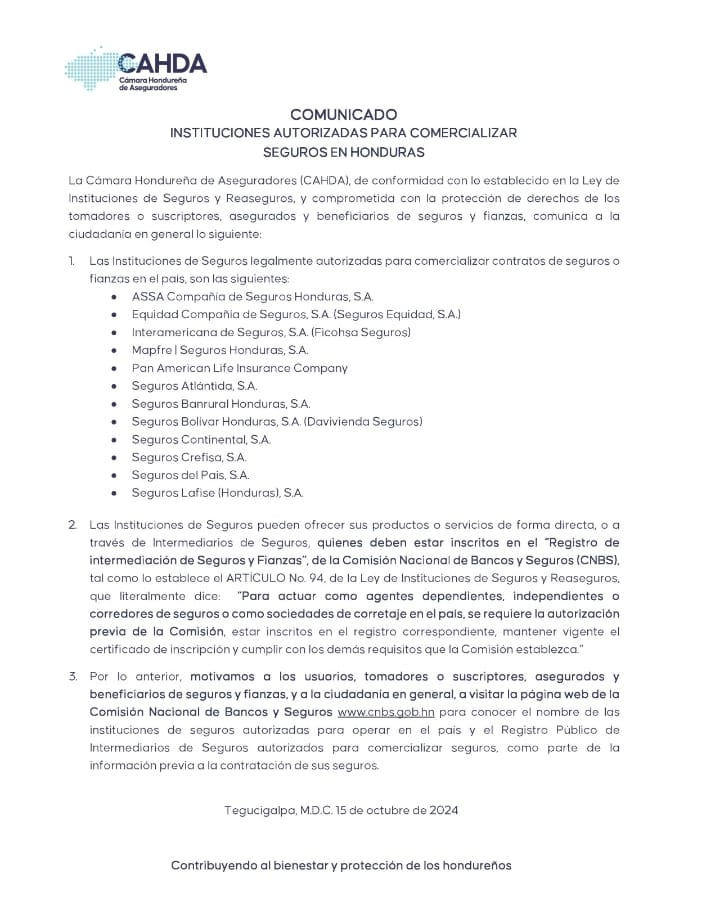 CAHDA
Cámara Hondureña
de Aseguradores
COMUNICADO
INSTITUCIONES AUTORIZADAS PARA COMERCIALIZAR
SEGUROS EN HONDURAS
La Cámara Hondureña de Aseguradores (CAHDA), de conformidad con lo establecido en la Ley de
Instituciones de Seguros y Reaseguros, y comprometida con la protección de derechos de los
tomadores o suscriptores, asegurados y beneficiarios de seguros y fianzas, comunica a la
ciudadanía en general lo siguiente:
1. Las Instituciones de Seguros legalmente autorizadas para comercializar contratos de seguros o
fianzas en el país, son las siguientes:
• ASSA Compañía de Seguros Honduras, S.A.
• Equidad Compañía de Seguros, S.A. (Seguros Equidad, S.A.)
• Interamericana de Seguros, S.A. (Ficohsa Seguros)
• Mapfre | Seguros Honduras, S.A.
• Pan American Life Insurance Company
• Seguros Atlántida, S.A.
• Seguros Banrural Honduras, S.A.
• Seguros Bolívar Honduras, S.A. (Davivienda Seguros)
• Seguros Continental, S.A.
• Seguros Crefisa, S.A.
• Seguros del País, S.A.
• Seguros Lafise (Honduras), S.A.
2. Las Instituciones de Seguros pueden ofrecer sus productos o servicios de forma directa, o a
través de Intermediarios de Seguros, quienes deben estar inscritos en el "Registro de
intermediación de Seguros y Fianzas", de la Comisión Nacional de Bancos y Seguros (CNBS),
tal como lo establece el ARTÍCULO No. 94, de la Ley de Instituciones de Seguros y Reaseguros,
que literalmente dice: "Para actuar como agentes dependientes, independientes o
corredores de seguros o como sociedades de corretaje en el país, se requiere la autorización
previa de la Comisión, estar inscritos en el registro correspondiente, mantener vigente el
certificado de inscripción y cumplir con los demás requisitos que la Comisión establezca."
3. Por lo anterior, motivamos a los usuarios, tomadores o suscriptores, asegurados y
beneficiarios de seguros y fianzas, y a la ciudadanía en general, a visitar la página web de la
Comisión Nacional de Bancos y Seguros www.cnbs.gob.hn para conocer el nombre de las
instituciones de seguros autorizadas para operar en el país y el Registro Público de
Intermediarios de Seguros autorizados para comercializar seguros, como parte de la
información previa a la contratación de sus seguros.
Tegucigalpa, M.D.C. 15 de octubre de 2024
Contribuyendo al bienestar y protección de los hondureños